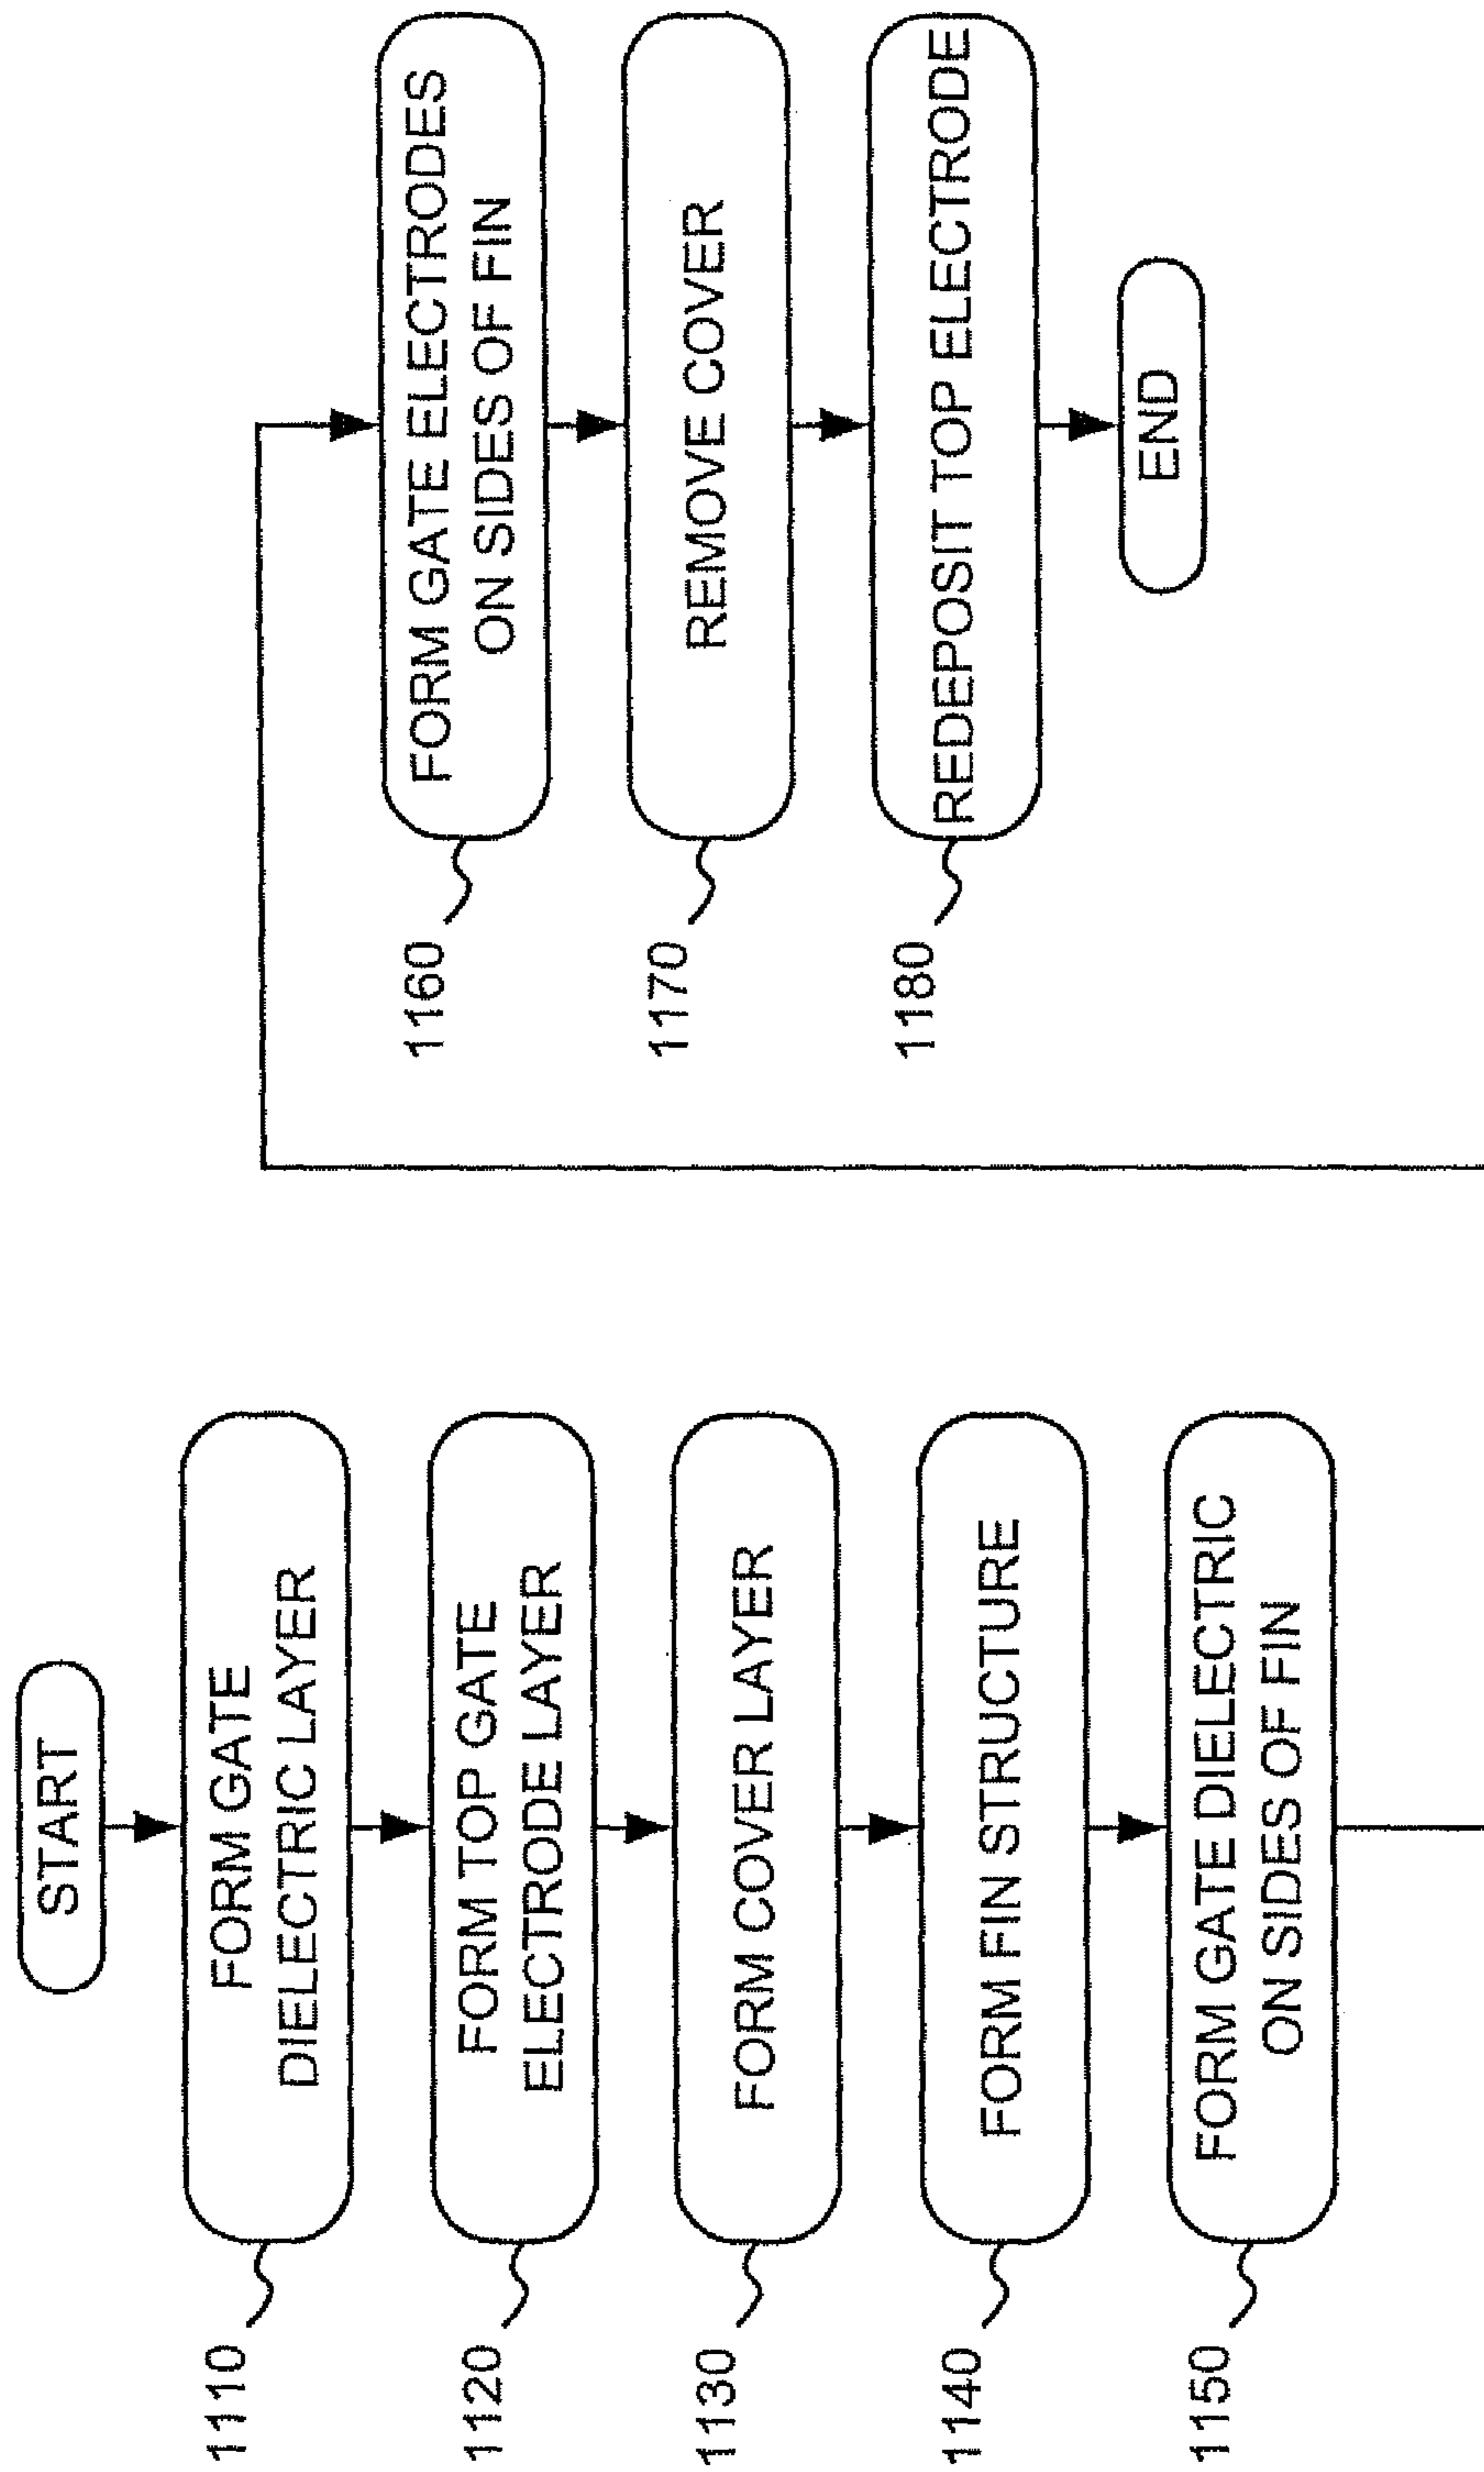 START
1110
FORM GATE
DIELECTRIC LAYER
1120
FORM TOP GATE
ELECTRODE LAYER
1130
FORM COVER LAYER
1140
FORM FIN STRUCTURE
1150
FORM GATE DIELECTRIC
ON SIDES OF FIN
1160
FORM GATE ELECTRODES
ON SIDES OF FIN
1170
REMOVE COVER
1180
REDEPOSIT TOP ELECTRODE
END